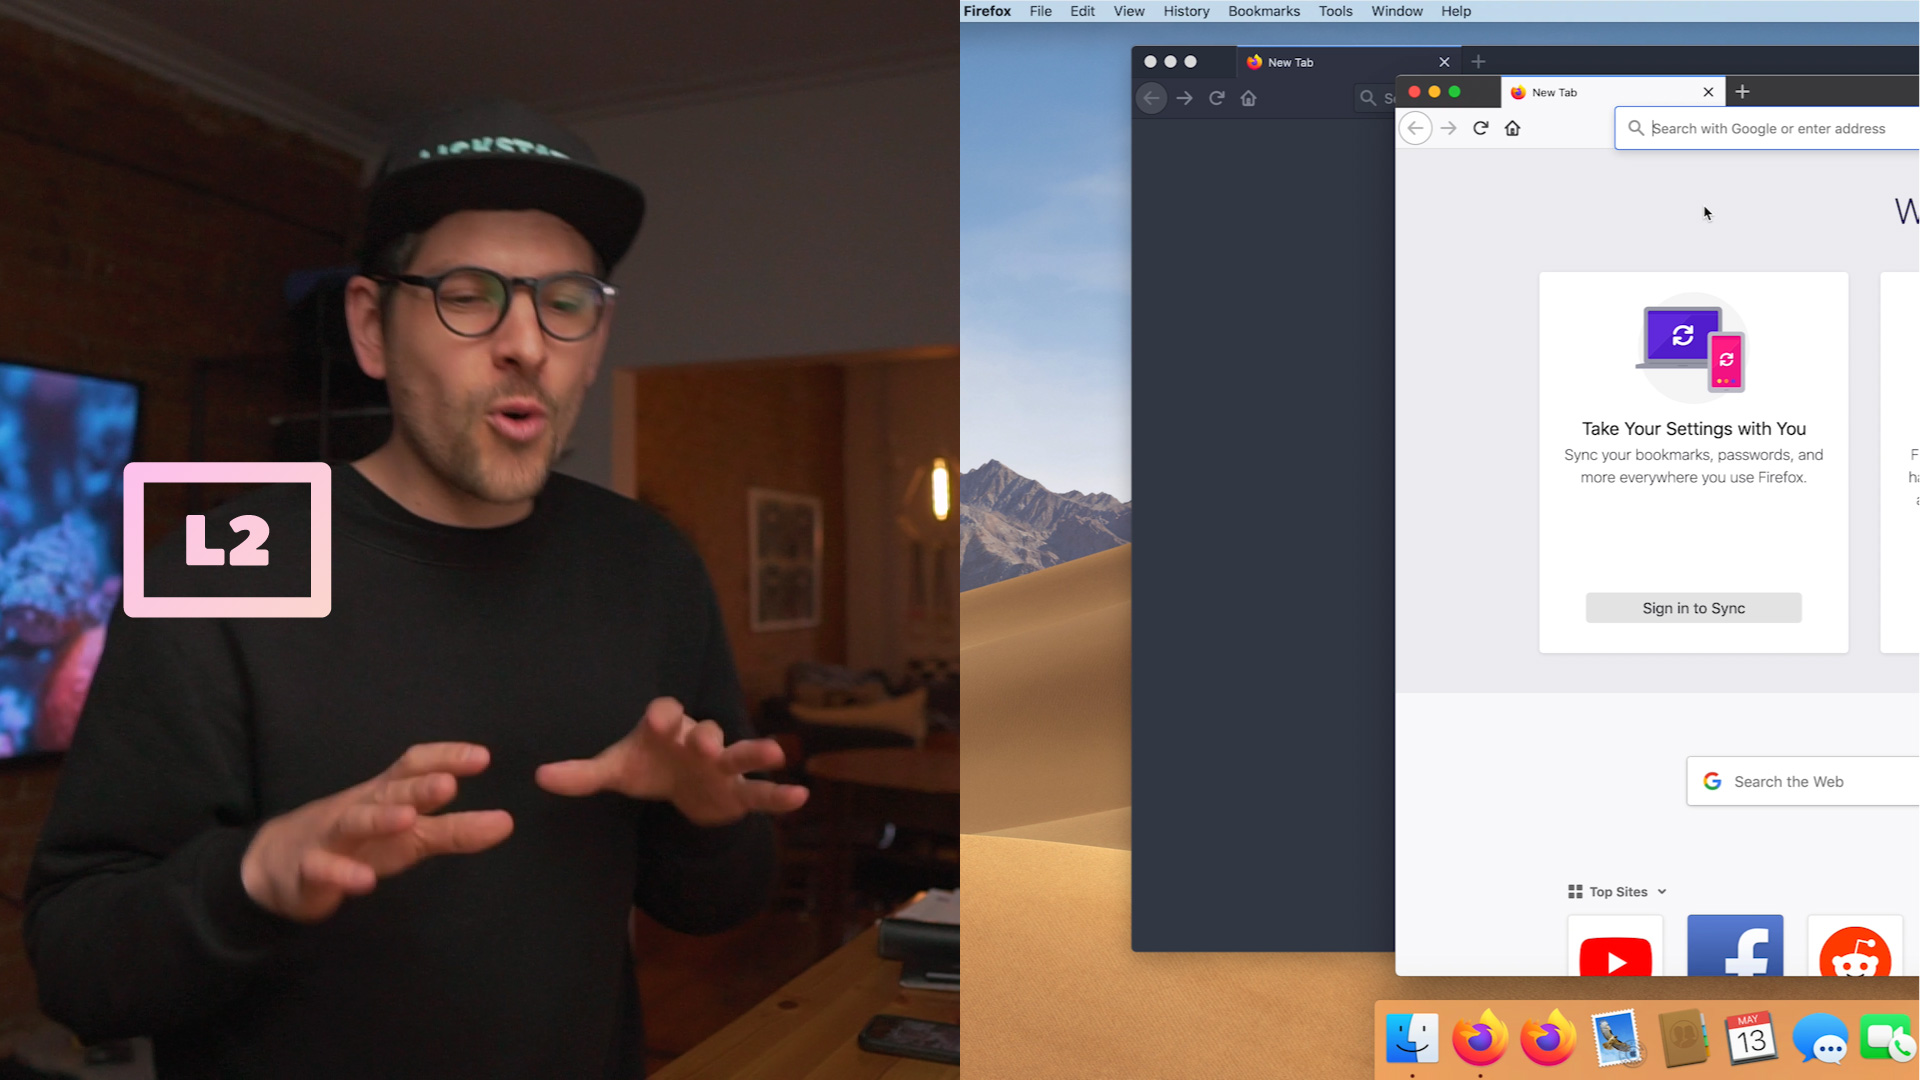 L2
Firefox File Edit View History Bookmarks Tools Window Help
New Tab
New Tab
Search with Google or enter address
W
Take Your Settings with You
Sync your bookmarks, passwords, and
more everywhere you use Firefox.
Sign in to Sync
Search the Web
Top Sites
MAY
13